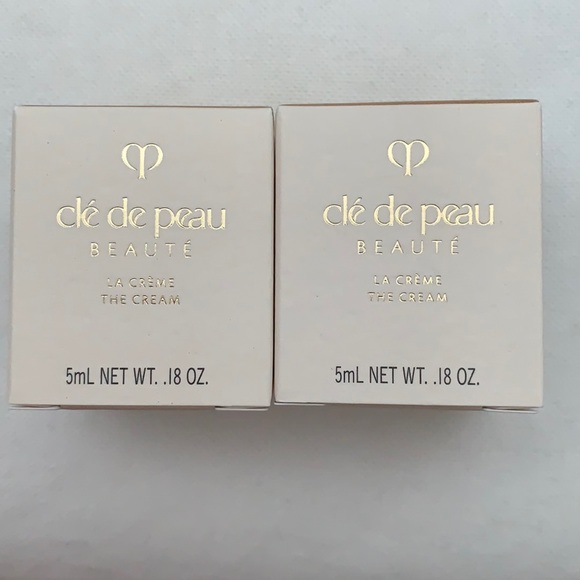 clé de peau
BEAUTÉ
LA CRÈME
THE CREAM
5mL NET WT. .18 OZ.
clé de peau
BEAUTÉ
LA CRÈME
THE CREAM
5mL NET WT. .18 OZ.